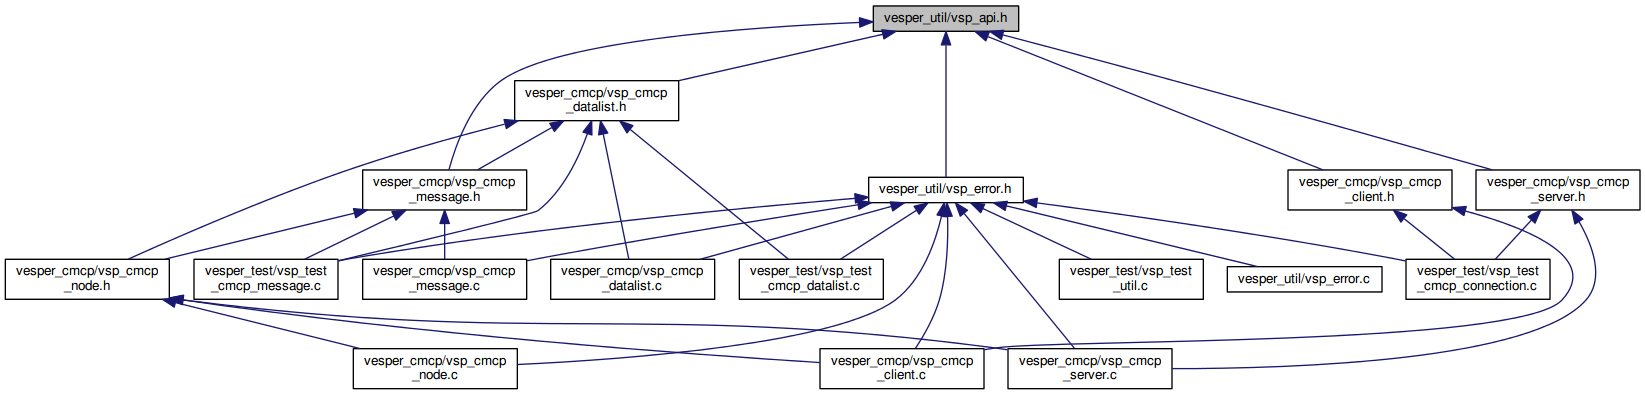 vesper_util/vsp_api.h
vesper_cmcp/vsp_cmcp
_datalist.h
vesper_cmcp/vsp_cmcp
_message.h
vesper_util/vsp_error.h
vesper_cmcp/vsp_cmcp
_client.h
vesper_cmcp/vsp_cmcp
_server.h
vesper_cmcp/vsp_cmcp
_node.h
vesper_test/vsp_test
_cmcp_message.c
vesper_cmcp/vsp_cmcp
_message.c
vesper_cmcp/vsp_cmcp
_datalist.c
vesper_test/vsp_test
_cmcp_datalist.c
vesper_test/vsp_test
_util.c
vesper_util/vsp_error.c
vesper_test/vsp_test
_cmcp_connection.c
vesper_cmcp/vsp_cmcp
_node.c
vesper_cmcp/vsp_cmcp
_client.c
vesper_cmcp/vsp_cmcp
_server.c